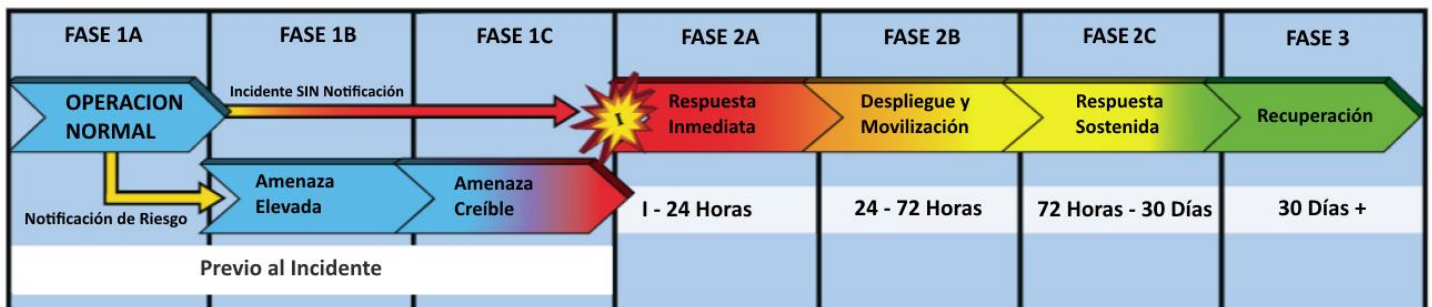 FASE 1A
FASE 1B
FASE 1C
FASE 2A
FASE 2B
FASE 2C
FASE 3
OPERACION
NORMAL
Incidente SIN Notificación
I
Respuesta
Inmediata
Despliegue y
Movilización
Respuesta
Sostenida
Recuperación
Notificación de Riesgo
Amenaza
Elevada
Amenaza
Creíble
I - 24 Horas
24 - 72 Horas
72 Horas - 30 Días
30 Días +
Previo al Incidente